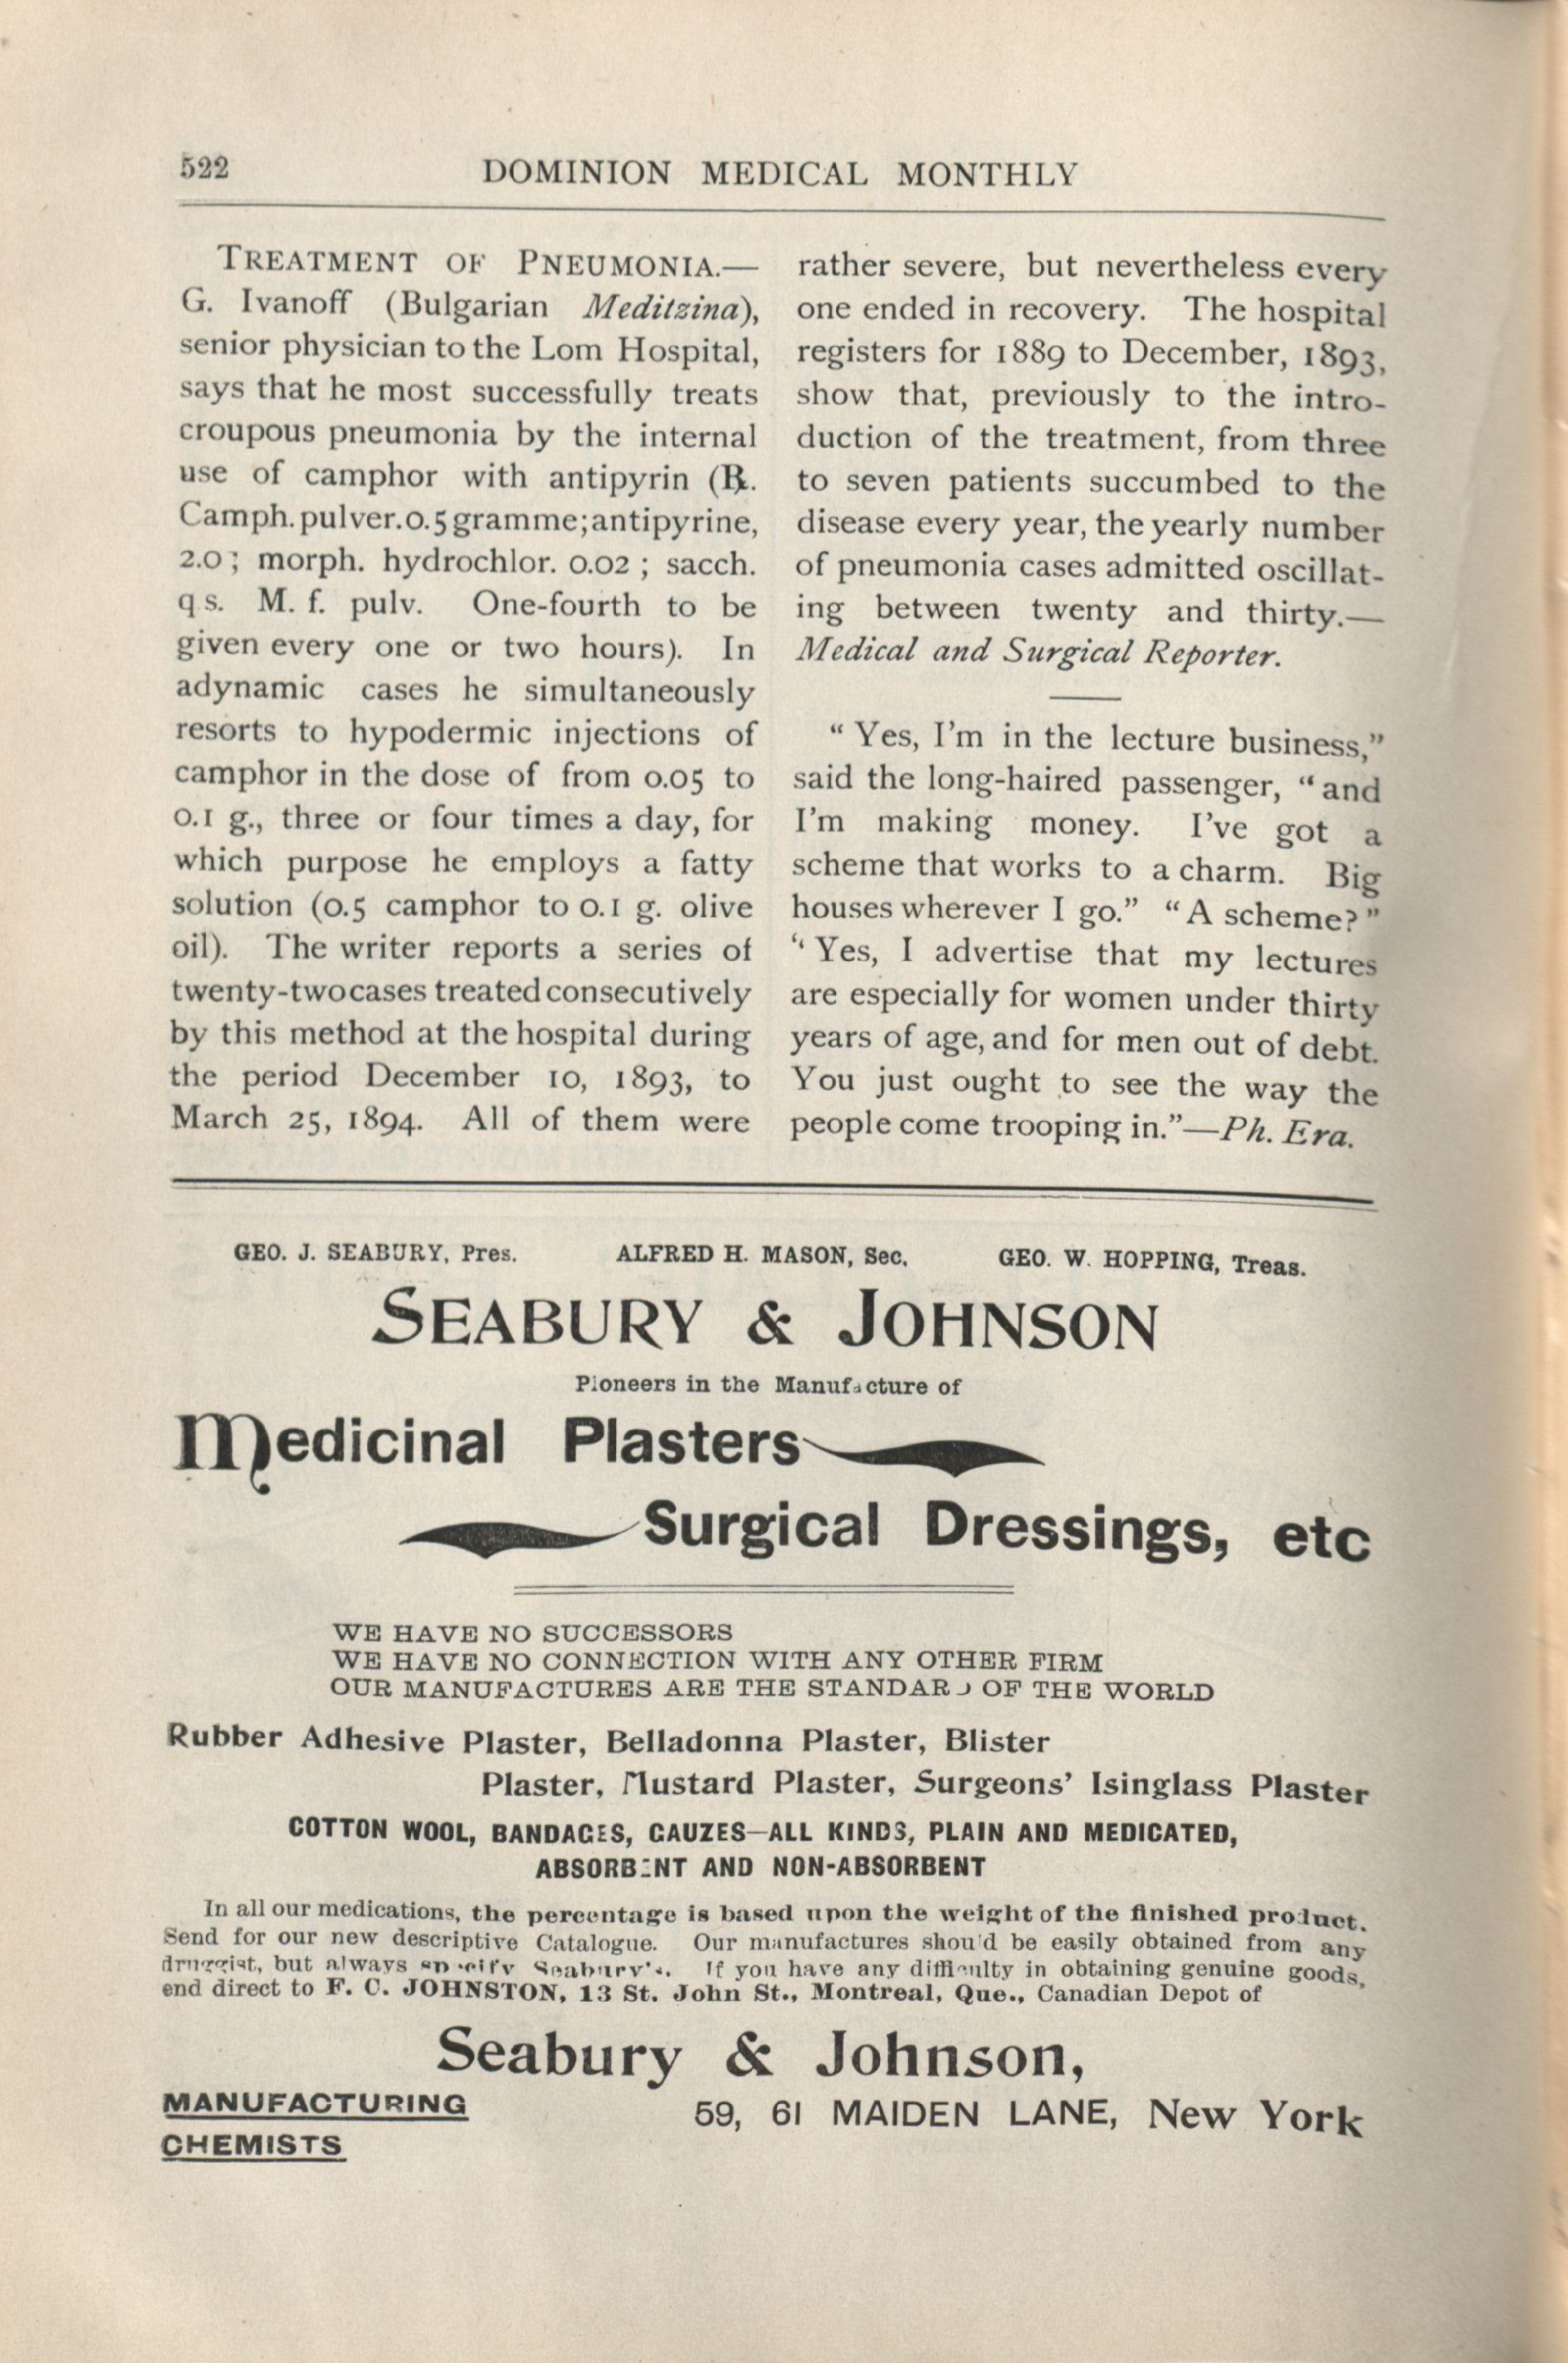 522
DOMINION MEDICAL MONTHLY
TREATMENT OF PNEUMONIA.—
G. Ivanoff (Bulgarian Meditzina),
senior physician to the Lom Hospital,
says that he most successfully treats
croupous pneumonia by the internal
use of camphor with antipyrin (℞.
Camph. pulver. 0.5 gramme; antipyrine,
2.0; morph. hydrochlor. 0.02; sacch.
q s. M. f. pulv. One-fourth to be
given every one or two hours). In
adynamic cases he simultaneously
resorts to hypodermic injections of
camphor in the dose of from 0.05 to
0.1 g., three or four times a day, for
which purpose he employs a fatty
solution (0.5 camphor to 0.1 g. olive
oil). The writer reports a series of
twenty-two cases treated consecutively
by this method at the hospital during
the period December 10, 1893, to
March 25, 1894. All of them were
rather severe, but nevertheless every
one ended in recovery. The hospital
registers for 1889 to December, 1893,
show that, previously to the intro-
duction of the treatment, from three
to seven patients succumbed to the
disease every year, the yearly number
of pneumonia cases admitted oscillat-
ing between twenty and thirty.—
Medical and Surgical Reporter.
“Yes, I’m in the lecture business,”
said the long-haired passenger, “and
I’m making money. I’ve got a
scheme that works to a charm. Big
houses wherever I go.” “A scheme?”
“Yes, I advertise that my lectures
are especially for women under thirty
years of age, and for men out of debt.
You just ought to see the way the
people come trooping in.”—Ph. Era.
GEO. J. SEABURY, Pres. ALFRED H. MASON, Sec. GEO. W. HOPPING, Treas.
SEABURY & JOHNSON
Pioneers in the Manufacture of
Medicinal Plasters
Surgical Dressings, etc
WE HAVE NO SUCCESSORS
WE HAVE NO CONNECTION WITH ANY OTHER FIRM
OUR MANUFACTURES ARE THE STANDARD OF THE WORLD
Rubber Adhesive Plaster, Belladonna Plaster, Blister
Plaster, Mustard Plaster, Surgeons’ Isinglass Plaster
COTTON WOOL, BANDAGES, GAUZES—ALL KINDS, PLAIN AND MEDICATED,
ABSORBENT AND NON-ABSORBENT
In all our medications, the percentage is based upon the weight of the finished product.
Send for our new descriptive Catalogue. Our manufactures should be easily obtained from any
druggist, but always specify Seabury’s. If you have any difficulty in obtaining genuine goods,
end direct to F. C. JOHNSTON, 13 St. John St., Montreal, Que., Canadian Depot of
Seabury & Johnson,
MANUFACTURING
CHEMISTS
59, 61 MAIDEN LANE, New York